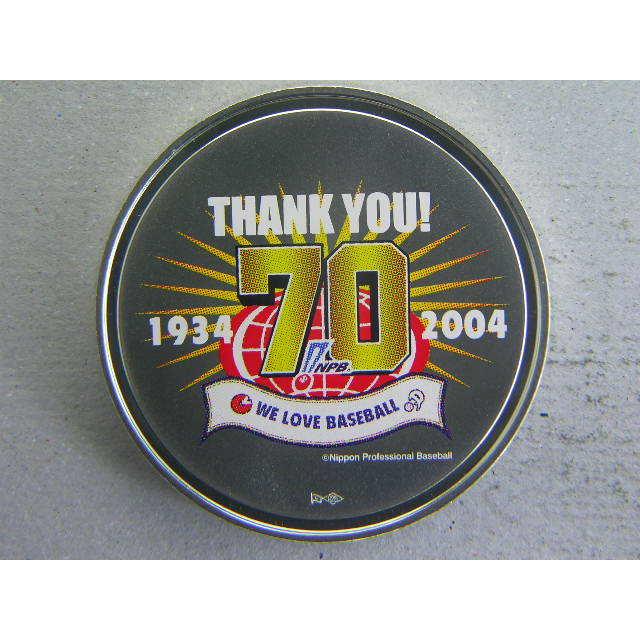 THANK YOU!
70
1934 2004
NPB
WE LOVE BASEBALL
©Nippon Professional Baseball